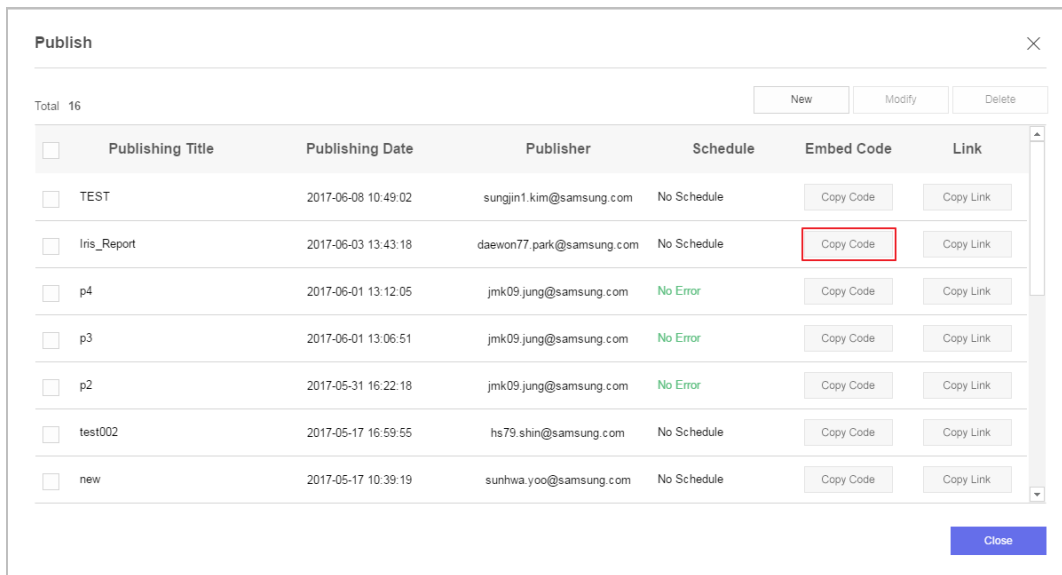 Publish
Total 16
New Modify Delete
Publishing Title Publishing Date Publisher Schedule Embed Code Link
TEST 2017-06-08 10:49:02 sungjin1.kim@samsung.com No Schedule Copy Code Copy Link
Iris_Report 2017-06-03 13:43:18 daewon77.park@samsung.com No Schedule Copy Code Copy Link
p4 2017-06-01 13:12:05 jmk09.jung@samsung.com No Error Copy Code Copy Link
p3 2017-06-01 13:06:51 jmk09.jung@samsung.com No Error Copy Code Copy Link
p2 2017-05-31 16:22:18 jmk09.jung@samsung.com No Error Copy Code Copy Link
test002 2017-05-17 16:59:55 hs79.shin@samsung.com No Schedule Copy Code Copy Link
new 2017-05-17 10:39:19 sunhwa.yoo@samsung.com No Schedule Copy Code Copy Link
Close